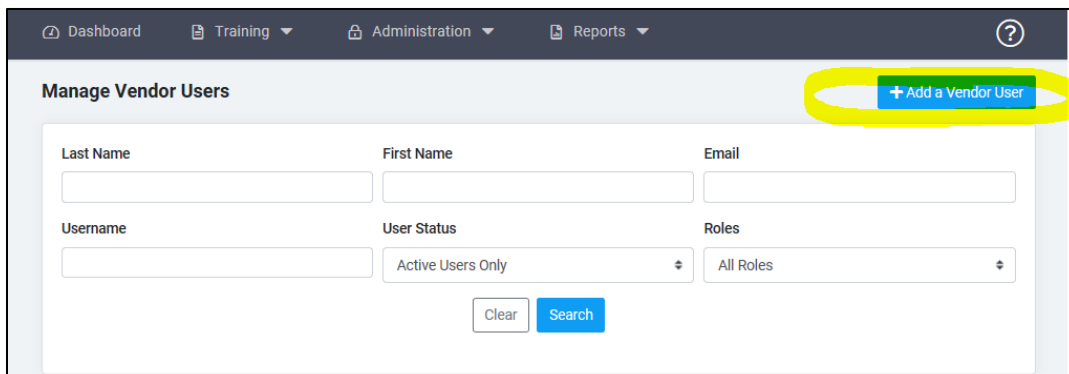 Dashboard Training Administration Reports ?
Manage Vendor Users +Add a Vendor User
Last Name First Name Email
Username User Status Roles
Active Users Only All Roles
Clear Search